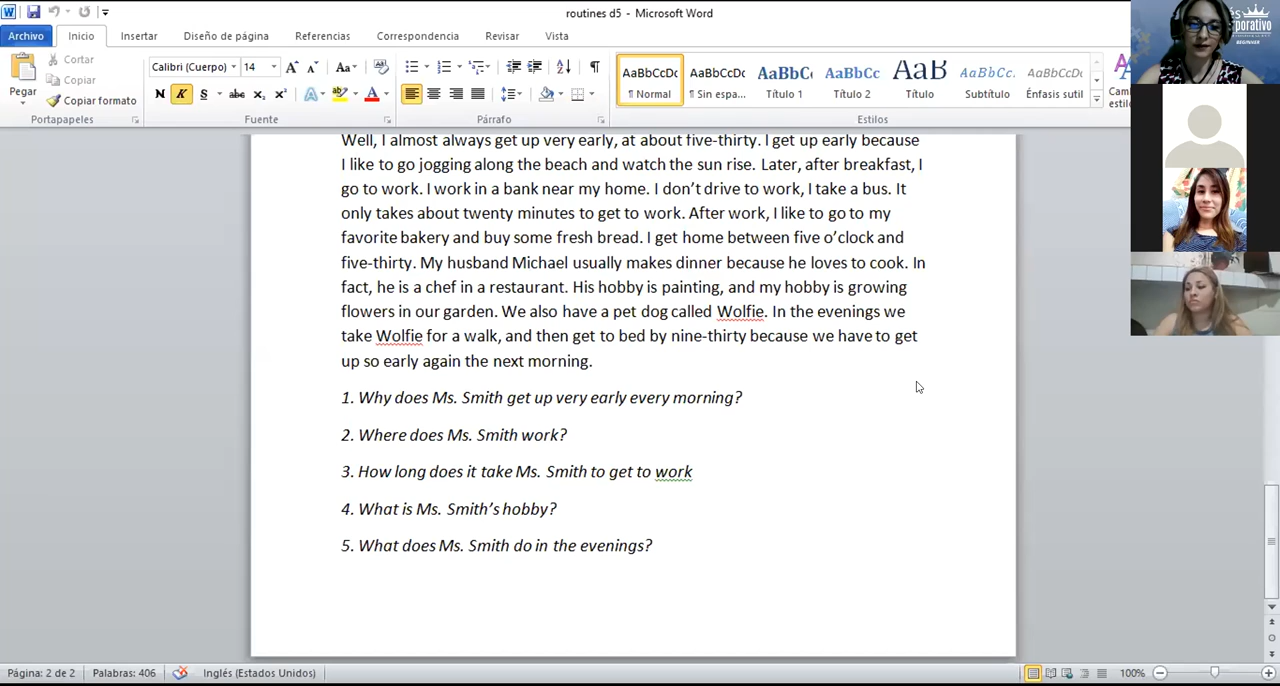 routines d5 - Microsoft Word
Archivo Inicio Insertar Diseño de página Referencias Correspondencia Revisar Vista
Cortar
Copiar
Copiar formato
Pegar
Portapapeles
Calibri (Cuerpo) 14
N K S abc x₂ x²
Fuente
Párrafo
AaBbCcDc AaBbCcDc AaBbC AaBbCc AaB AaBbCc. AaBbCcDc
¶ Normal ¶ Sin espa... Título 1 Título 2 Título Subtítulo Énfasis sutil
Estilos
Well, I almost always get up very early, at about five-thirty. I get up early because
I like to go jogging along the beach and watch the sun rise. Later, after breakfast, I
go to work. I work in a bank near my home. I don’t drive to work, I take a bus. It
only takes about twenty minutes to get to work. After work, I like to go to my
favorite bakery and buy some fresh bread. I get home between five o’clock and
five-thirty. My husband Michael usually makes dinner because he loves to cook. In
fact, he is a chef in a restaurant. His hobby is painting, and my hobby is growing
flowers in our garden. We also have a pet dog called Wolfie. In the evenings we
take Wolfie for a walk, and then get to bed by nine-thirty because we have to get
up so early again the next morning.
1. Why does Ms. Smith get up very early every morning?
2. Where does Ms. Smith work?
3. How long does it take Ms. Smith to get to work
4. What is Ms. Smith’s hobby?
5. What does Ms. Smith do in the evenings?
Página: 2 de 2 Palabras: 406 Inglés (Estados Unidos) 100%
BEGINNER